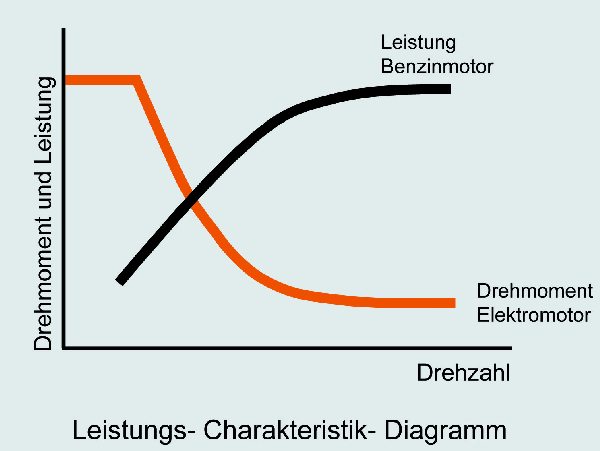 Leistung
Benzinmotor
Drehmoment und Leistung
Drehmoment
Elektromotor
Drehzahl
Leistungs- Charakteristik- Diagramm